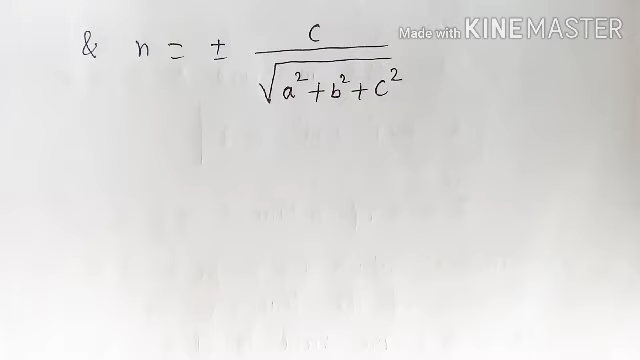 & n = ± c / √a² + b² + c²
Made with KINEMASTER